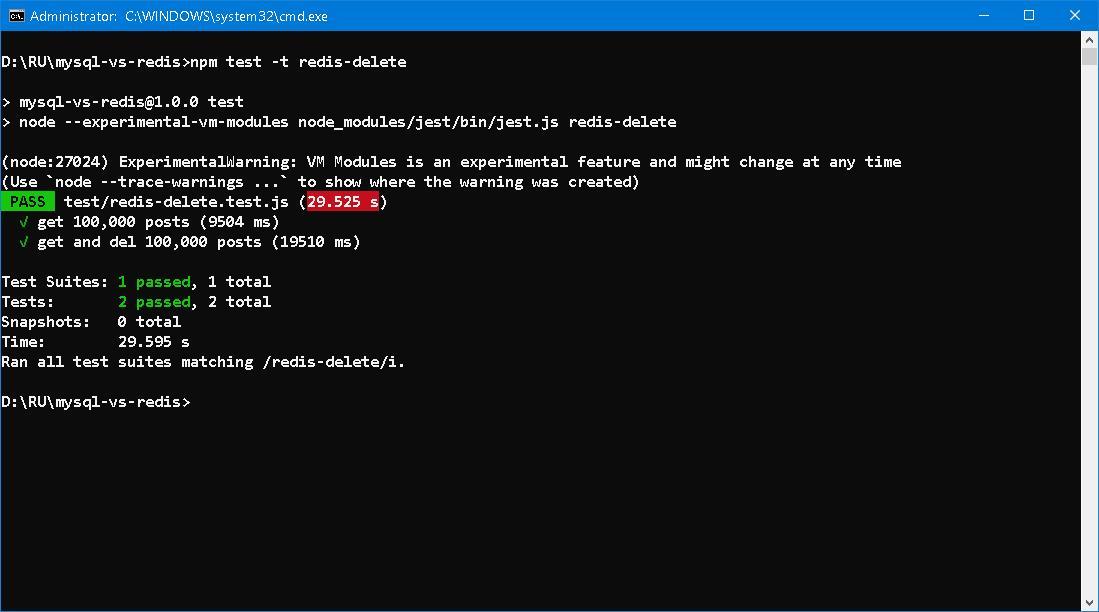 Administrator: C:\WINDOWS\system32\cmd.exe
D:\RU\mysql-vs-redis>npm test -t redis-delete
> mysql-vs-redis@1.0.0 test
> node --experimental-vm-modules node_modules/jest/bin/jest.js redis-delete
(node:27024) ExperimentalWarning: VM Modules is an experimental feature and might change at any time
(Use `node --trace-warnings ...` to show where the warning was created)
PASS test/redis-delete.test.js (29.525 s)
√ get 100,000 posts (9504 ms)
√ get and del 100,000 posts (19510 ms)
Test Suites: 1 passed, 1 total
Tests: 2 passed, 2 total
Snapshots: 0 total
Time: 29.595 s
Ran all test suites matching /redis-delete/i.
D:\RU\mysql-vs-redis>